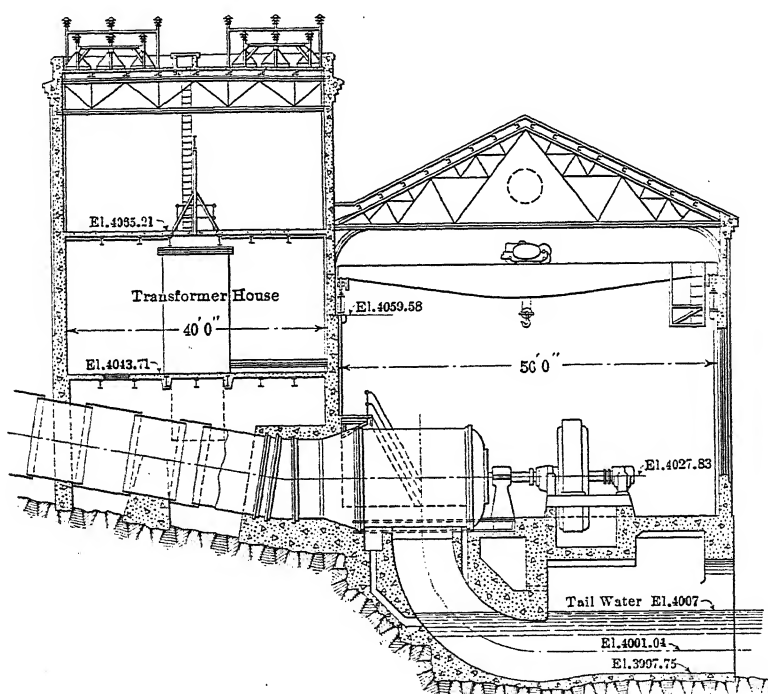 El.4065.21
Transformer House
El.4059.58
40'0"
El.4043.71
56'0"
El.4027.83
Tail Water El.4007
El.4001.04
El.3997.75